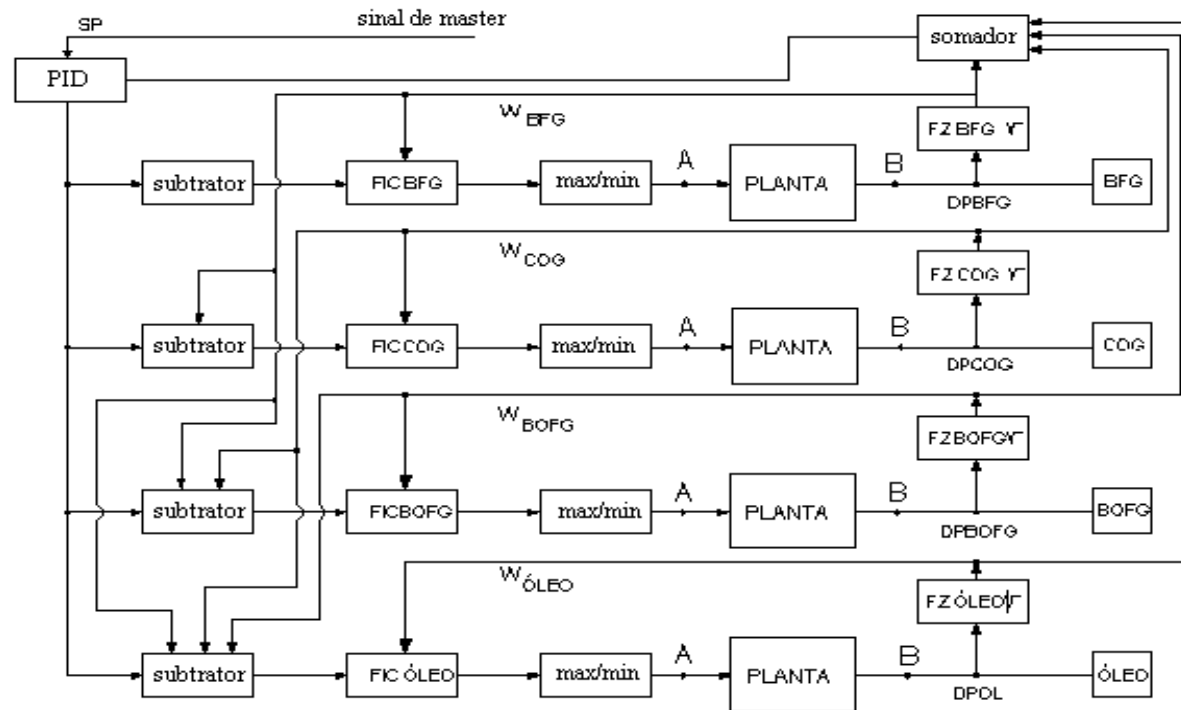 SP
sinal de master
somador
PID
W BFG
FZ BFG √
A
B
subtrator
FIC BFG
max/min
PLANTA
DPBFG
BFG
W COG
FZ COG √
A
B
subtrator
FIC COG
max/min
PLANTA
DPCOG
COG
W BOFG
FZ BOFG √
A
B
subtrator
FIC BOFG
max/min
PLANTA
DPBOFG
BOFG
W ÓLEO
FZ ÓLEO √
A
B
subtrator
FIC ÓLEO
max/min
PLANTA
DPOL
ÓLEO